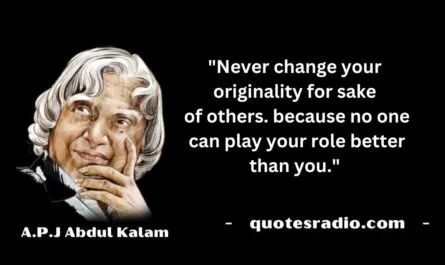 "Never change your
originality for sake
of others. because no one
can play your role better
than you."
A.P.J Abdul Kalam
- quotesradio.com -